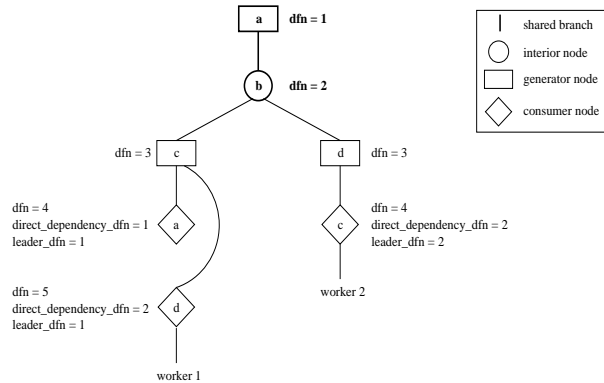 a
dfn = 1
shared branch
interior node
generator node
consumer node
b
dfn = 2
dfn = 3
c
d
dfn = 3
dfn = 4
direct_dependency_dfn = 1
leader_dfn = 1
a
c
dfn = 4
direct_dependency_dfn = 2
leader_dfn = 2
dfn = 5
direct_dependency_dfn = 2
leader_dfn = 1
d
worker 2
worker 1